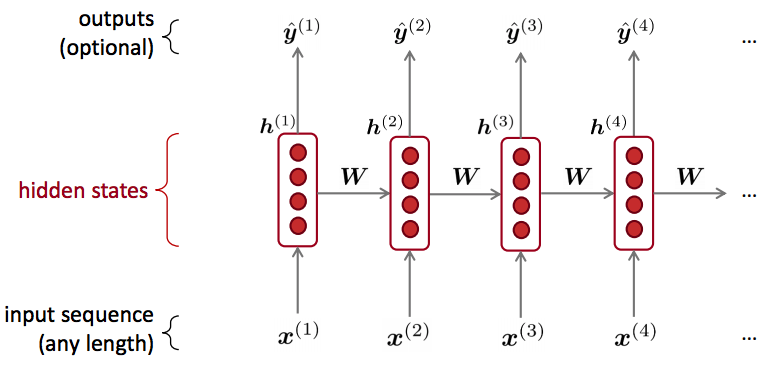 outputs
(optional)
ŷ⁽¹⁾ ŷ⁽²⁾ ŷ⁽³⁾ ŷ⁽⁴⁾ ...
h⁽¹⁾ h⁽²⁾ h⁽³⁾ h⁽⁴⁾
hidden states
W W W W ...
input sequence
(any length)
x⁽¹⁾ x⁽²⁾ x⁽³⁾ x⁽⁴⁾ ...